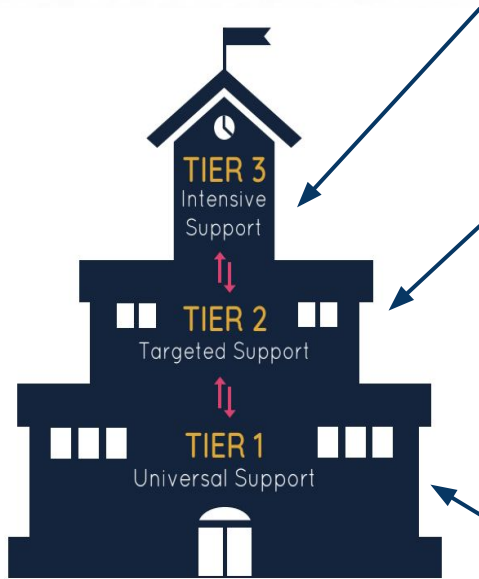 TIER 3
Intensive
Support
TIER 2
Targeted Support
TIER 1
Universal Support